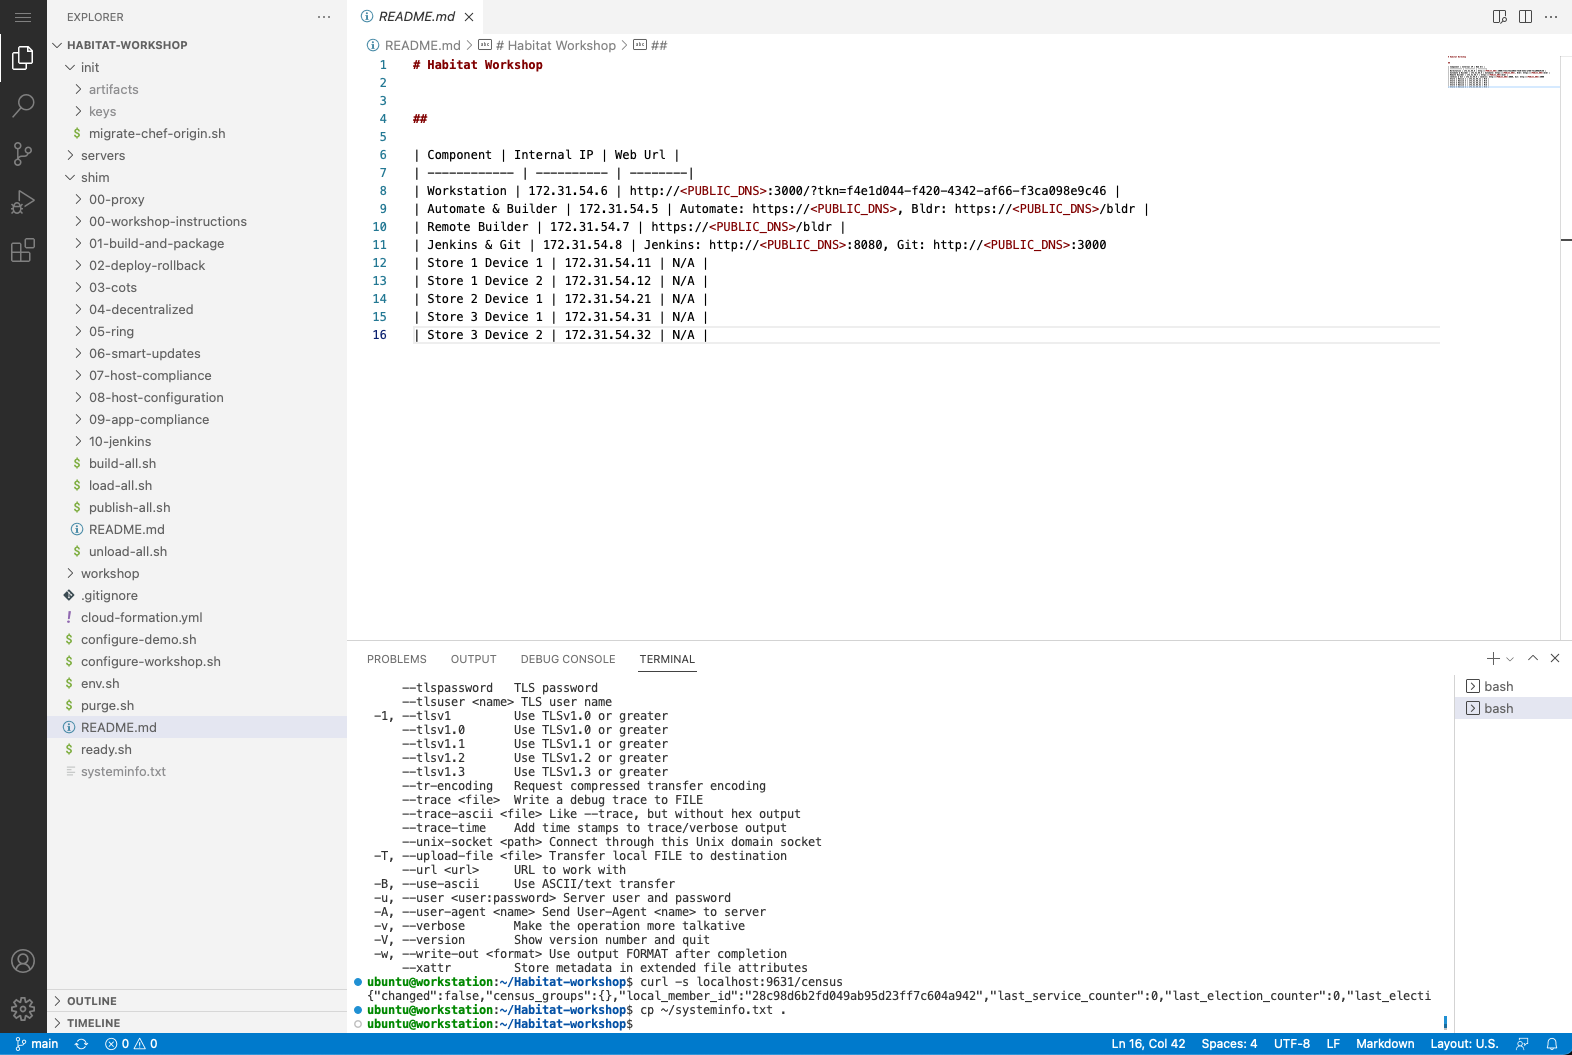 EXPLORER
HABITAT-WORKSHOP
init
artifacts
keys
$ migrate-chef-origin.sh
servers
shim
00-proxy
00-workshop-instructions
01-build-and-package
02-deploy-rollback
03-cots
04-decentralized
05-ring
06-smart-updates
07-host-compliance
08-host-configuration
09-app-compliance
10-jenkins
$ build-all.sh
$ load-all.sh
$ publish-all.sh
README.md
$ unload-all.sh
workshop
.gitignore
! cloud-formation.yml
$ configure-demo.sh
$ configure-workshop.sh
$ env.sh
$ purge.sh
README.md
$ ready.sh
systeminfo.txt
OUTLINE
TIMELINE
README.md
README.md > # Habitat Workshop > ##
1 # Habitat Workshop
2
3
4 ##
5
6 | Component | Internal IP | Web Url |
7 | ------------ | ---------- | --------|
8 | Workstation | 172.31.54.6 | http://<PUBLIC_DNS>:3000/?tkn=f4e1d044-f420-4342-af66-f3ca098e9c46 |
9 | Automate & Builder | 172.31.54.5 | Automate: https://<PUBLIC_DNS>, Bldr: https://<PUBLIC_DNS>/bldr |
10 | Remote Builder | 172.31.54.7 | https://<PUBLIC_DNS>/bldr |
11 | Jenkins & Git | 172.31.54.8 | Jenkins: http://<PUBLIC_DNS>:8080, Git: http://<PUBLIC_DNS>:3000
12 | Store 1 Device 1 | 172.31.54.11 | N/A |
13 | Store 1 Device 2 | 172.31.54.12 | N/A |
14 | Store 2 Device 1 | 172.31.54.21 | N/A |
15 | Store 3 Device 1 | 172.31.54.31 | N/A |
16 | Store 3 Device 2 | 172.31.54.32 | N/A |
PROBLEMS OUTPUT DEBUG CONSOLE TERMINAL
--tlspassword TLS password
--tlsuser <name> TLS user name
-1, --tlsv1 Use TLSv1.0 or greater
--tlsv1.0 Use TLSv1.0 or greater
--tlsv1.1 Use TLSv1.1 or greater
--tlsv1.2 Use TLSv1.2 or greater
--tlsv1.3 Use TLSv1.3 or greater
--tr-encoding Request compressed transfer encoding
--trace <file> Write a debug trace to FILE
--trace-ascii <file> Like --trace, but without hex output
--trace-time Add time stamps to trace/verbose output
--unix-socket <path> Connect through this Unix domain socket
-T, --upload-file <file> Transfer local FILE to destination
--url <url> URL to work with
-B, --use-ascii Use ASCII/text transfer
-u, --user <user:password> Server user and password
-A, --user-agent <name> Send User-Agent <name> to server
-v, --verbose Make the operation more talkative
-V, --version Show version number and quit
-w, --write-out <format> Use output FORMAT after completion
--xattr Store metadata in extended file attributes
ubuntu@workstation:~/Habitat-workshop$ curl -s localhost:9631/census
{"changed":false,"census_groups":{},"local_member_id":"28c98d6b2fd049ab95d23ff7c604a942","last_service_counter":0,"last_election_counter":0,"last_electi
ubuntu@workstation:~/Habitat-workshop$ cp ~/systeminfo.txt .
ubuntu@workstation:~/Habitat-workshop$
bash
bash
main 0 0 Ln 16, Col 42 Spaces: 4 UTF-8 LF Markdown Layout: U.S.